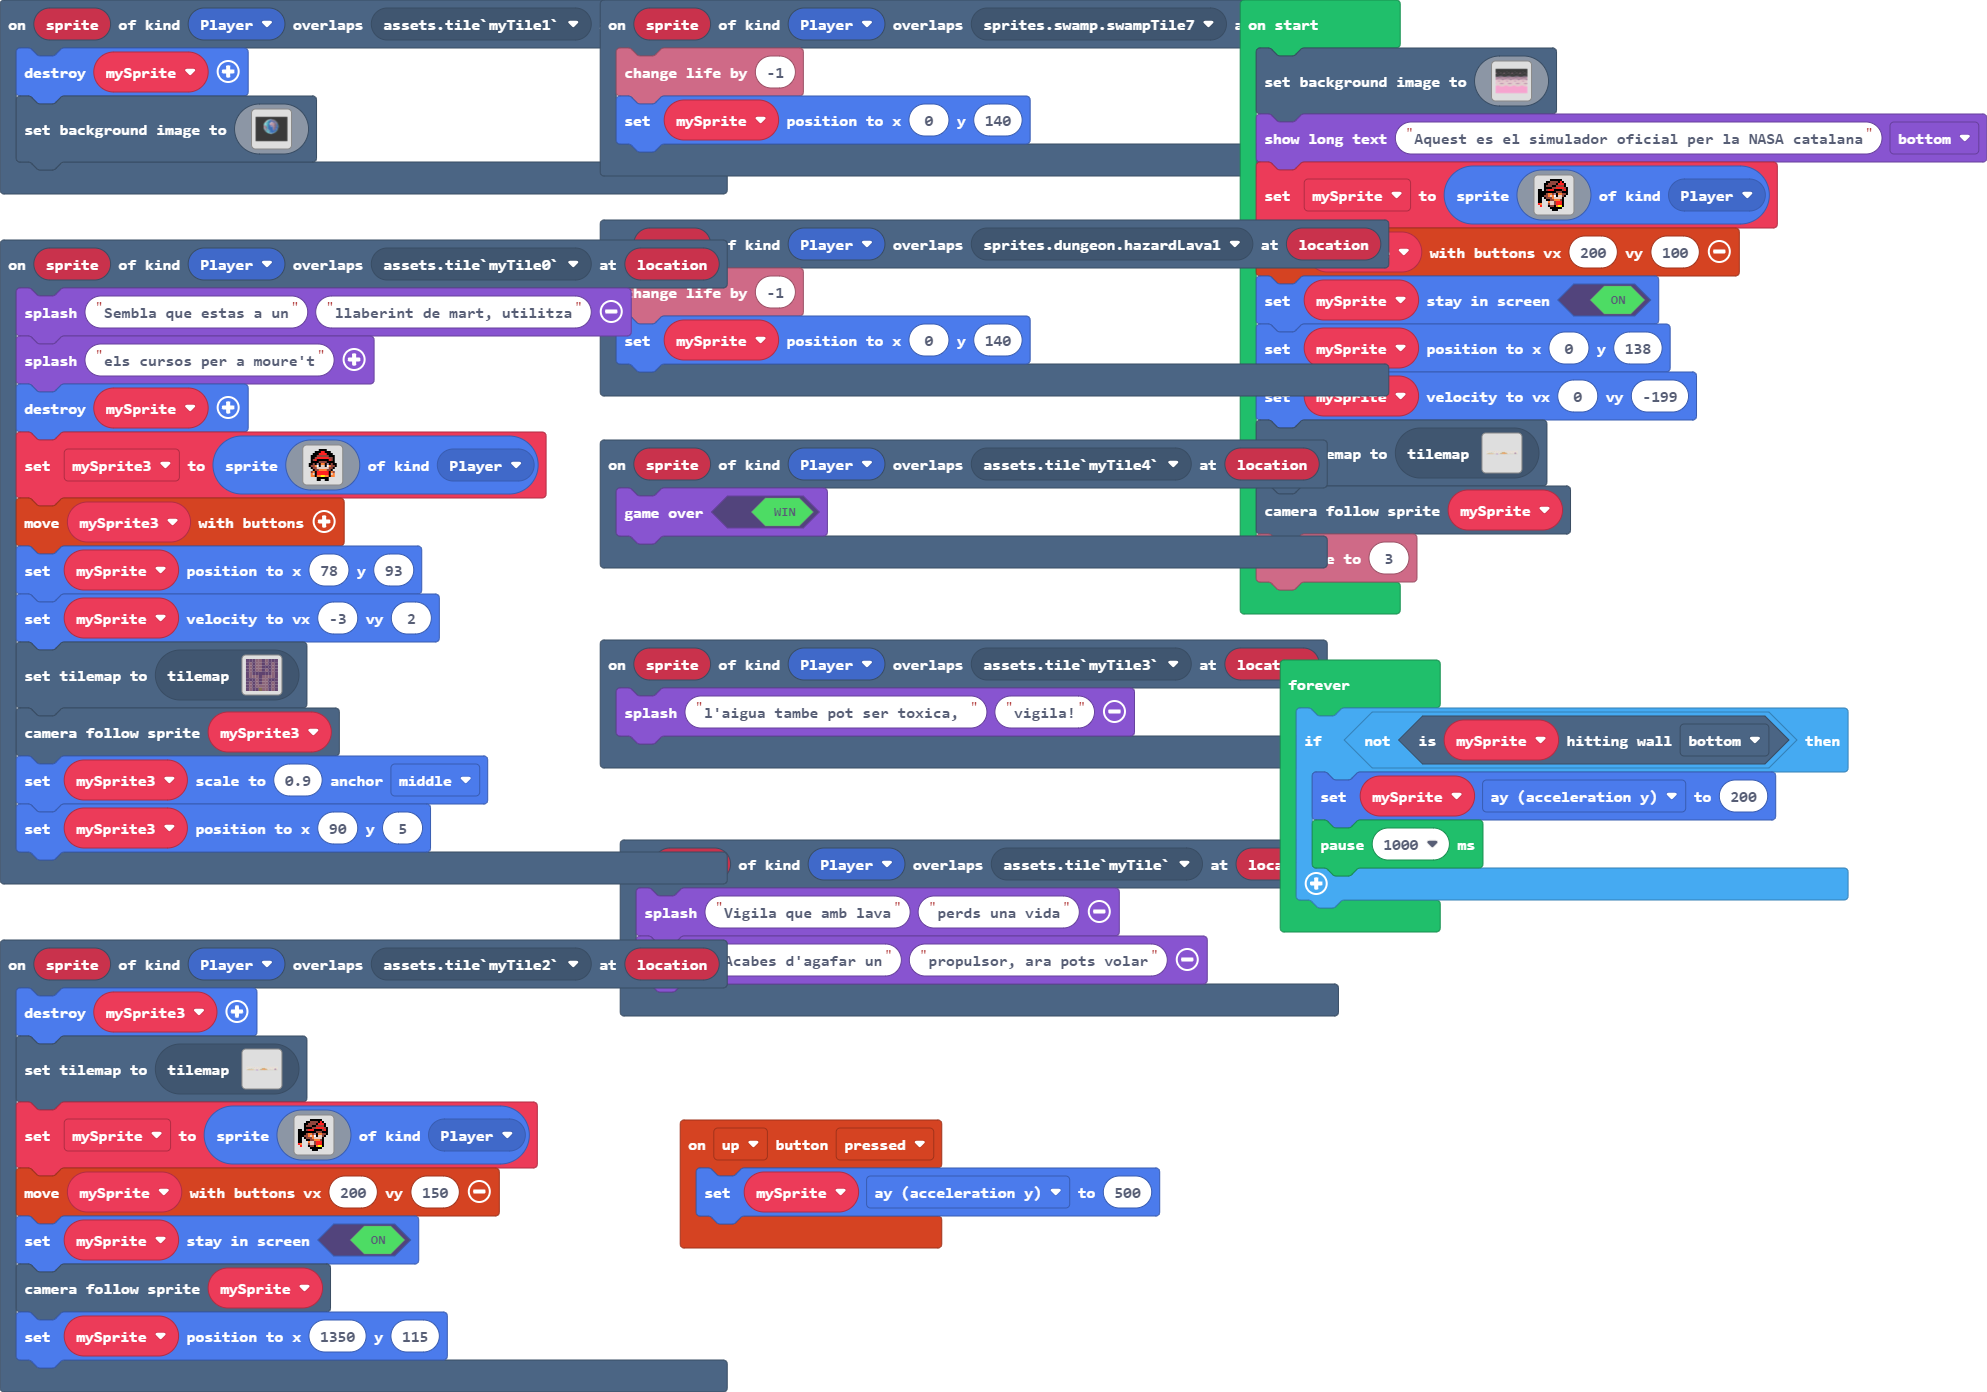 on sprite of kind Player overlaps assets.tile`myTile1`
destroy mySprite
set background image to
on sprite of kind Player overlaps assets.tile`myTile0` at location
splash "Sembla que estas a un" "llaberint de mart, utilitza"
splash "els cursos per a moure't"
destroy mySprite
set mySprite3 to sprite of kind Player
move mySprite3 with buttons
set mySprite position to x 78 y 93
set mySprite velocity to vx -3 vy 2
set tilemap to tilemap
camera follow sprite mySprite3
set mySprite3 scale to 0.9 anchor middle
set mySprite3 position to x 90 y 5
on sprite of kind Player overlaps assets.tile`myTile2` at location
destroy mySprite3
set tilemap to tilemap
set mySprite to sprite of kind Player
move mySprite with buttons vx 200 vy 150
set mySprite stay in screen ON
camera follow sprite mySprite
set mySprite position to x 1350 y 115
on sprite of kind Player overlaps sprites.swamp.swampTile7
change life by -1
set mySprite position to x 0 y 140
kind Player overlaps sprites.dungeon.hazardLava1 at location
life by -1
set mySprite position to x 0 y 140
on sprite of kind Player overlaps assets.tile`myTile4` at location
game over WIN
on sprite of kind Player overlaps assets.tile`myTile3` at
splash "l'aigua tambe pot ser toxica, " "vigila!"
of kind Player overlaps assets.tile`myTile` at
splash "Vigila que amb lava" "perds una vida"
Acabes d'agafar un" "propulsor, ara pots volar"
on up button pressed
set mySprite ay (acceleration y) to 500
on start
set background image to
show long text "Aquest es el simulador oficial per la NASA catalana" bottom
set mySprite to sprite of kind Player
with buttons vx 200 vy 100
set mySprite stay in screen ON
set mySprite position to x 0 y 138
set mySprite velocity to vx 0 vy -199
to tilemap
camera follow sprite mySprite
to 3
forever
if not is mySprite hitting wall bottom then
set mySprite ay (acceleration y) to 200
pause 1000 ms